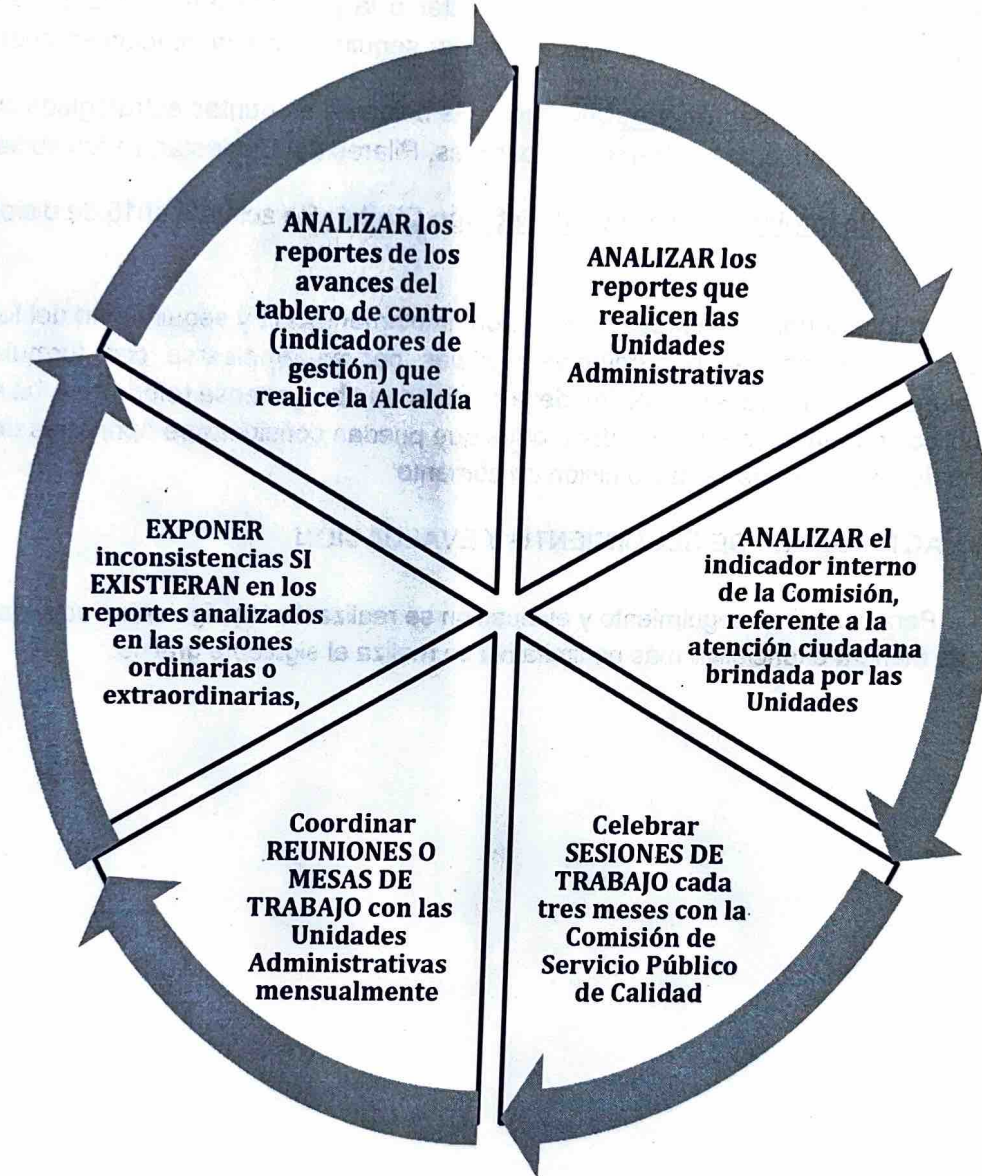 ANALIZAR los
reportes de los
avances del
tablero de control
(indicadores de
gestión) que
realice la Alcaldía
ANALIZAR los
reportes que
realicen las
Unidades
Administrativas
ANALIZAR el
indicador interno
de la Comisión,
referente a la
atención ciudadana
brindada por las
Unidades
Celebrar
SESIONES DE
TRABAJO cada
tres meses con la
Comisión de
Servicio Público
de Calidad
Coordinar
REUNIONES O
MESAS DE
TRABAJO con las
Unidades
Administrativas
mensualmente
EXPONER
inconsistencias SI
EXISTIERAN en los
reportes analizados
en las sesiones
ordinarias o
extraordinarias,